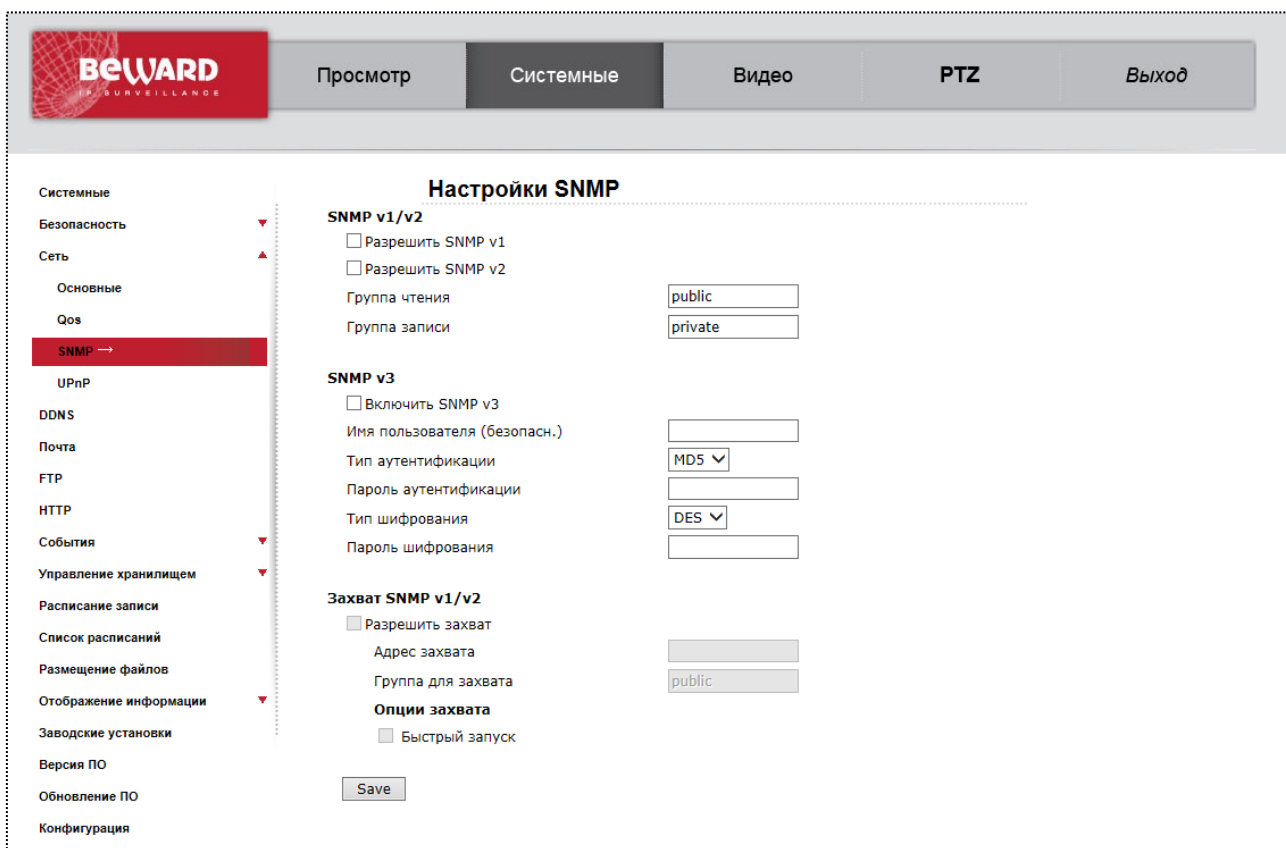 BEWARD
IP SURVEILLANCE
Просмотр
Системные
Видео
PTZ
Выход
Системные
Безопасность
Сеть
Основные
Qos
SNMP →
UPnP
DDNS
Почта
FTP
HTTP
События
Управление хранилищем
Расписание записи
Список расписаний
Размещение файлов
Отображение информации
Заводские установки
Версия ПО
Обновление ПО
Конфигурация
Настройки SNMP
SNMP v1/v2
Разрешить SNMP v1
Разрешить SNMP v2
Группа чтения public
Группа записи private
SNMP v3
Включить SNMP v3
Имя пользователя (безопасн.)
Тип аутентификации MD5
Пароль аутентификации
Тип шифрования DES
Пароль шифрования
Захват SNMP v1/v2
Разрешить захват
Адрес захвата
Группа для захвата public
Опции захвата
Быстрый запуск
Save